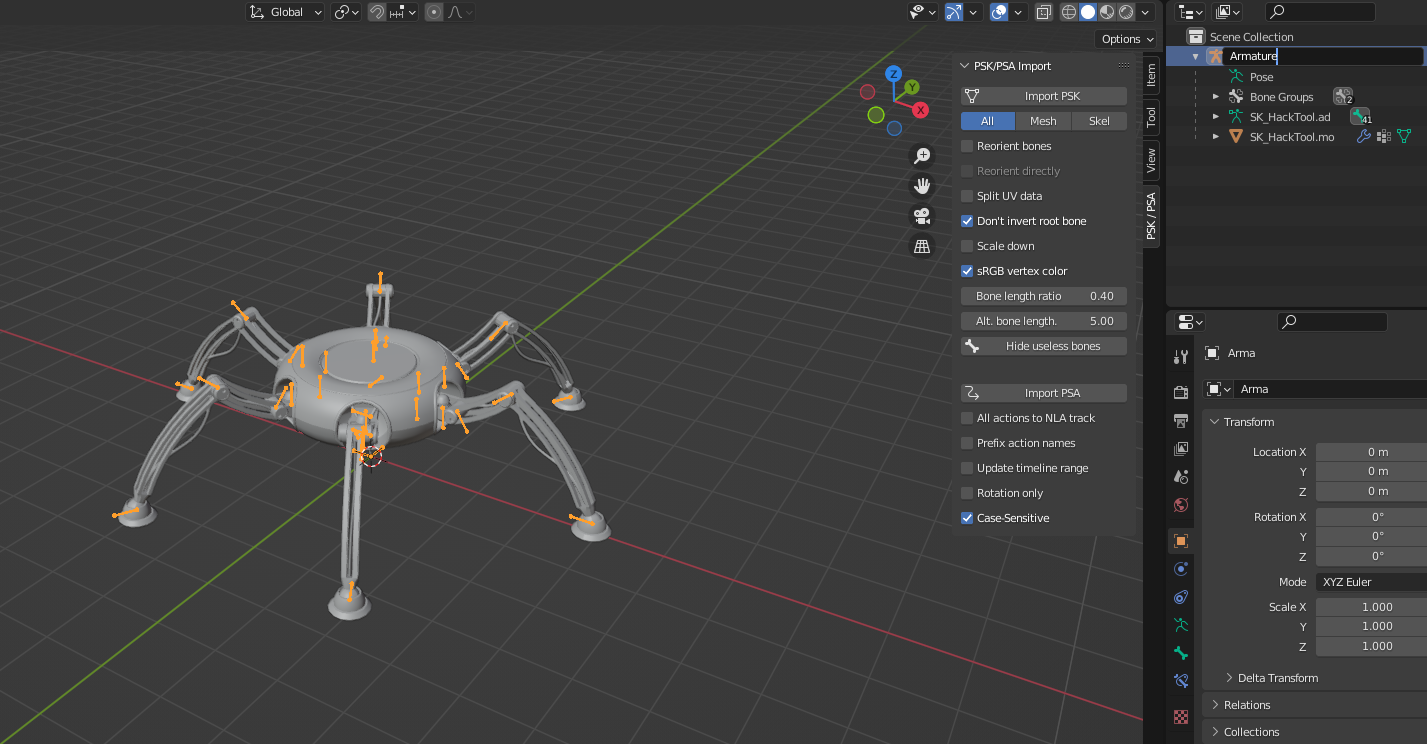 Global
Options
PSK/PSA Import
Import PSK
All Mesh Skel
Reorient bones
Reorient directly
Split UV data
Don't invert root bone
Scale down
sRGB vertex color
Bone length ratio 0.40
Alt. bone length. 5.00
Hide useless bones
Import PSA
All actions to NLA track
Prefix action names
Update timeline range
Rotation only
Case-Sensitive
Z
Y
X
Item
Tool
View
PSK / PSA
Scene Collection
Armature
Pose
Bone Groups 2
SK_HackTool.ad 41
SK_HackTool.mo
Arma
Arma
Transform
Location X 0 m
Y 0 m
Z 0 m
Rotation X 0°
Y 0°
Z 0°
Mode XYZ Euler
Scale X 1.000
Y 1.000
Z 1.000
Delta Transform
Relations
Collections